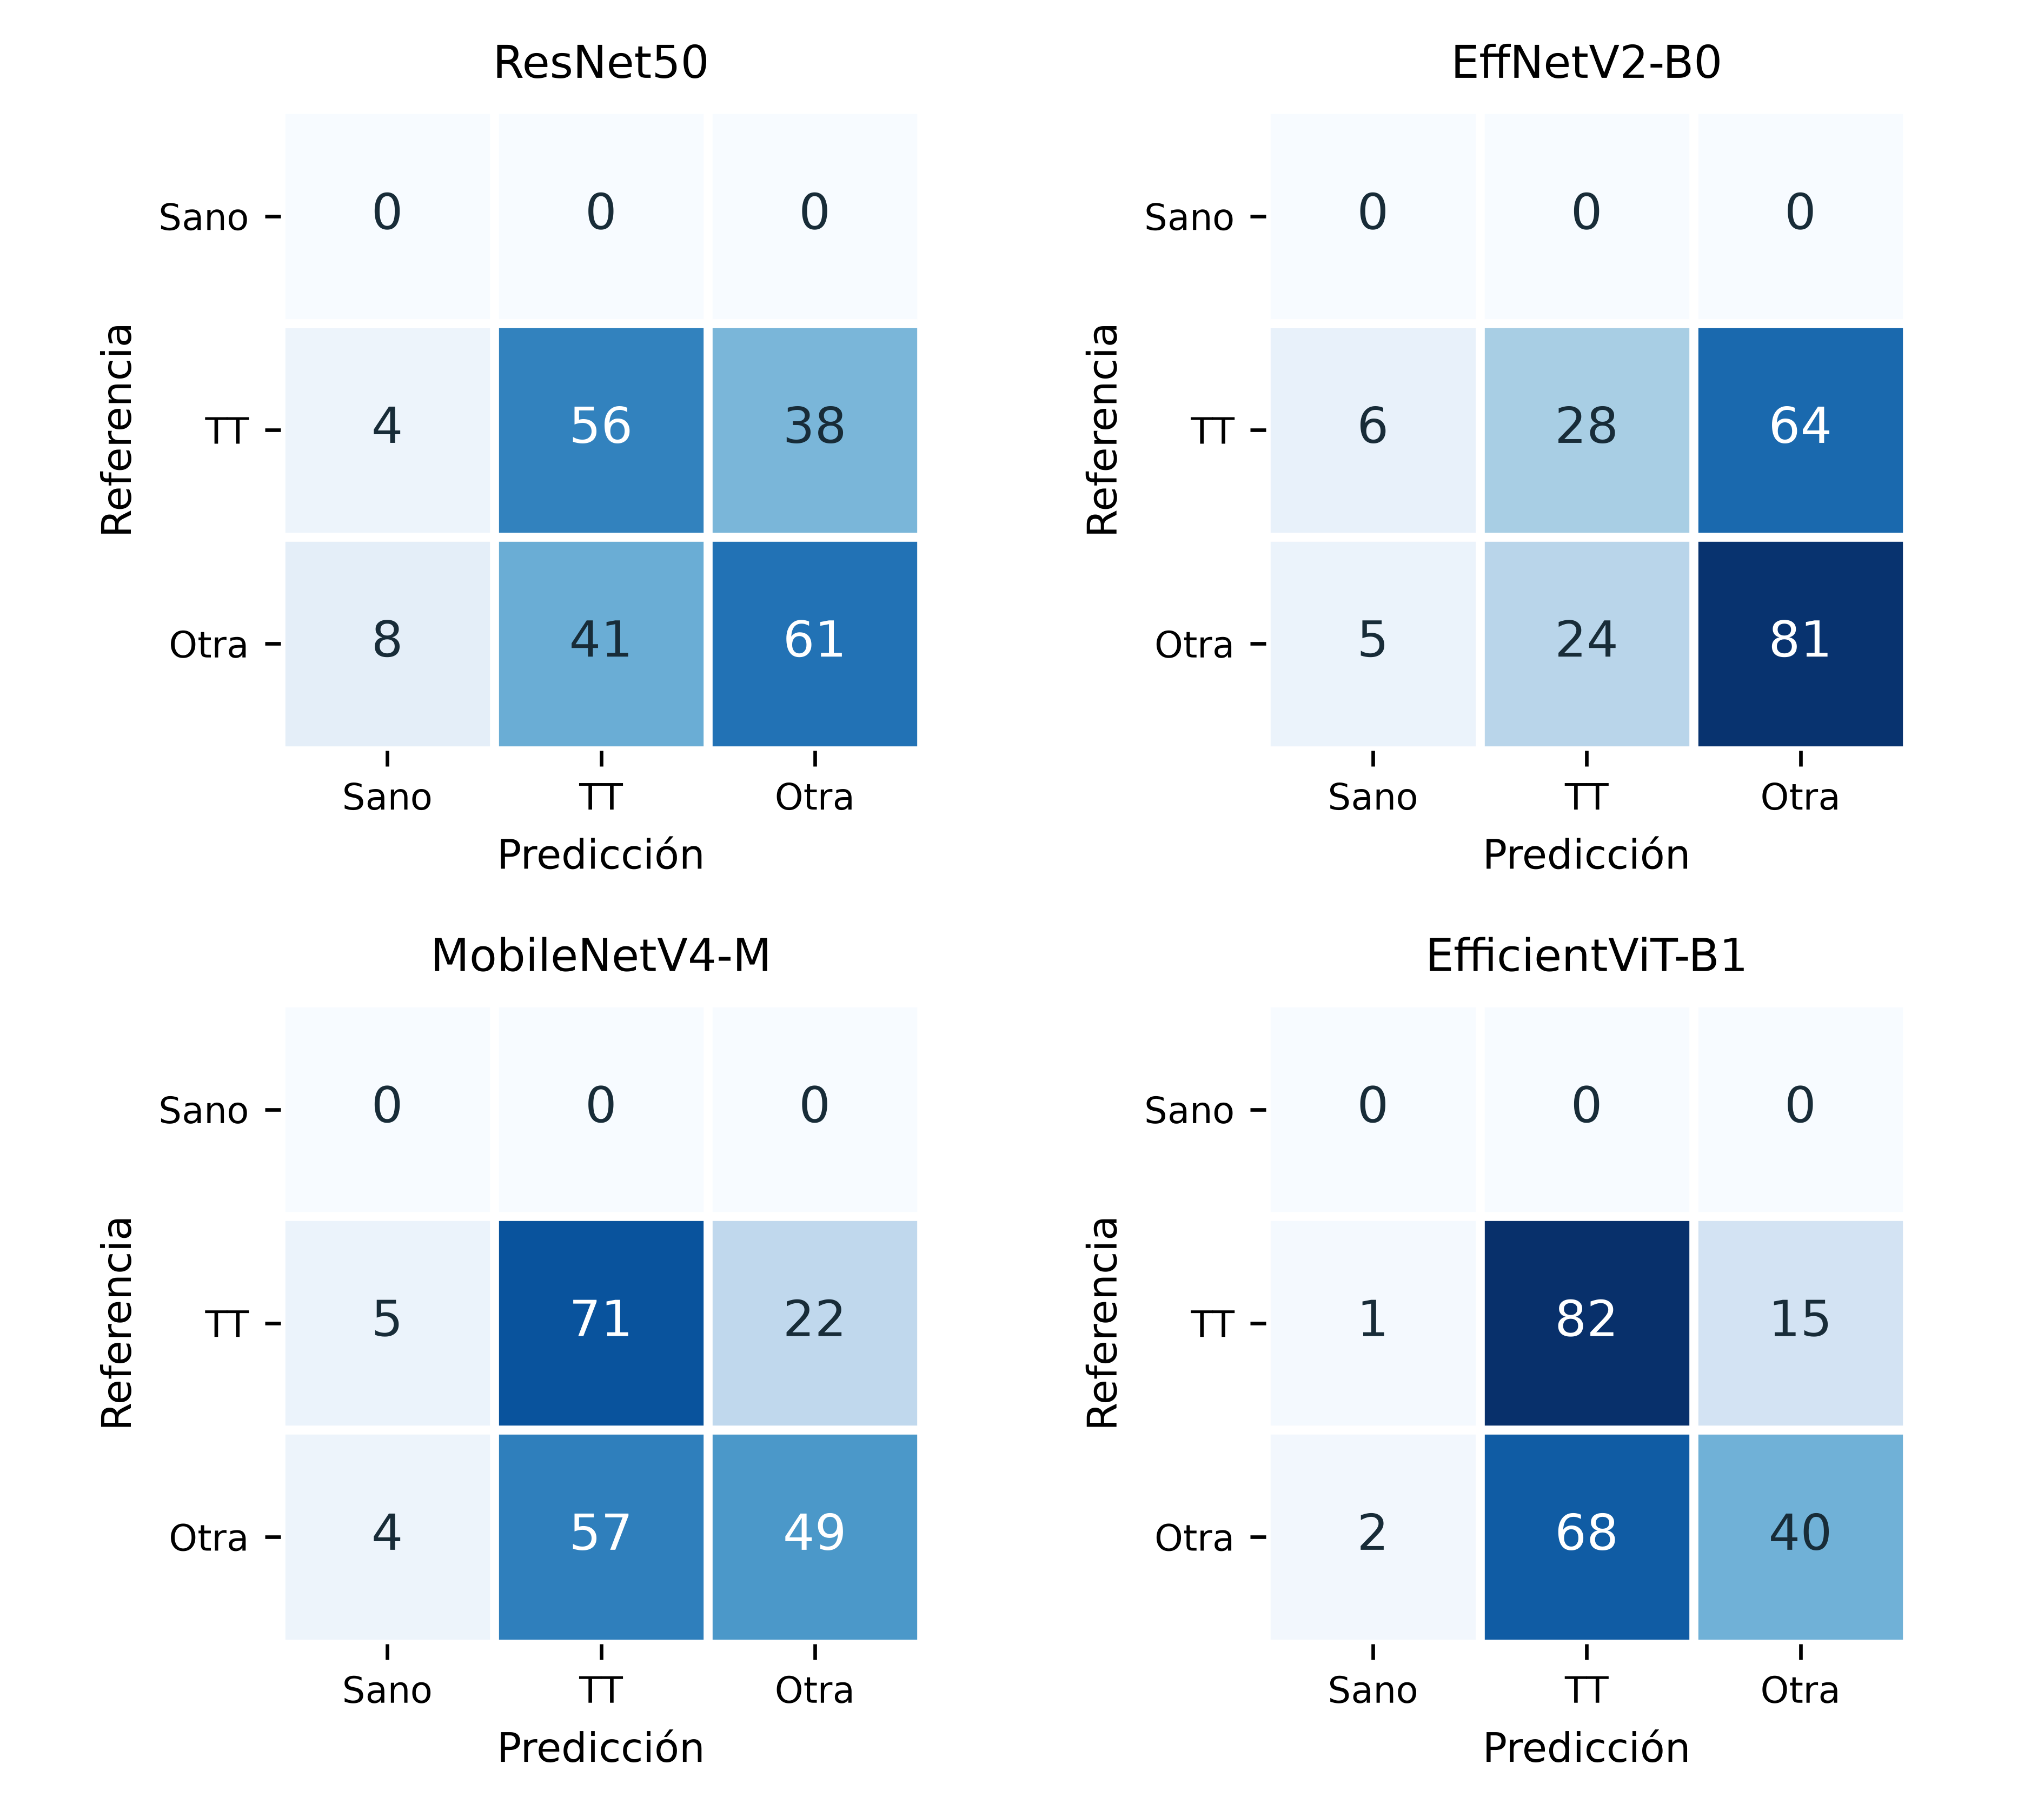 ResNet50
Sano 0 0 0
TT 4 56 38
Otra 8 41 61
Sano TT Otra
Predicción
Referencia
EffNetV2-B0
Sano 0 0 0
TT 6 28 64
Otra 5 24 81
Sano TT Otra
Predicción
Referencia
MobileNetV4-M
Sano 0 0 0
TT 5 71 22
Otra 4 57 49
Sano TT Otra
Predicción
Referencia
EfficientViT-B1
Sano 0 0 0
TT 1 82 15
Otra 2 68 40
Sano TT Otra
Predicción
Referencia